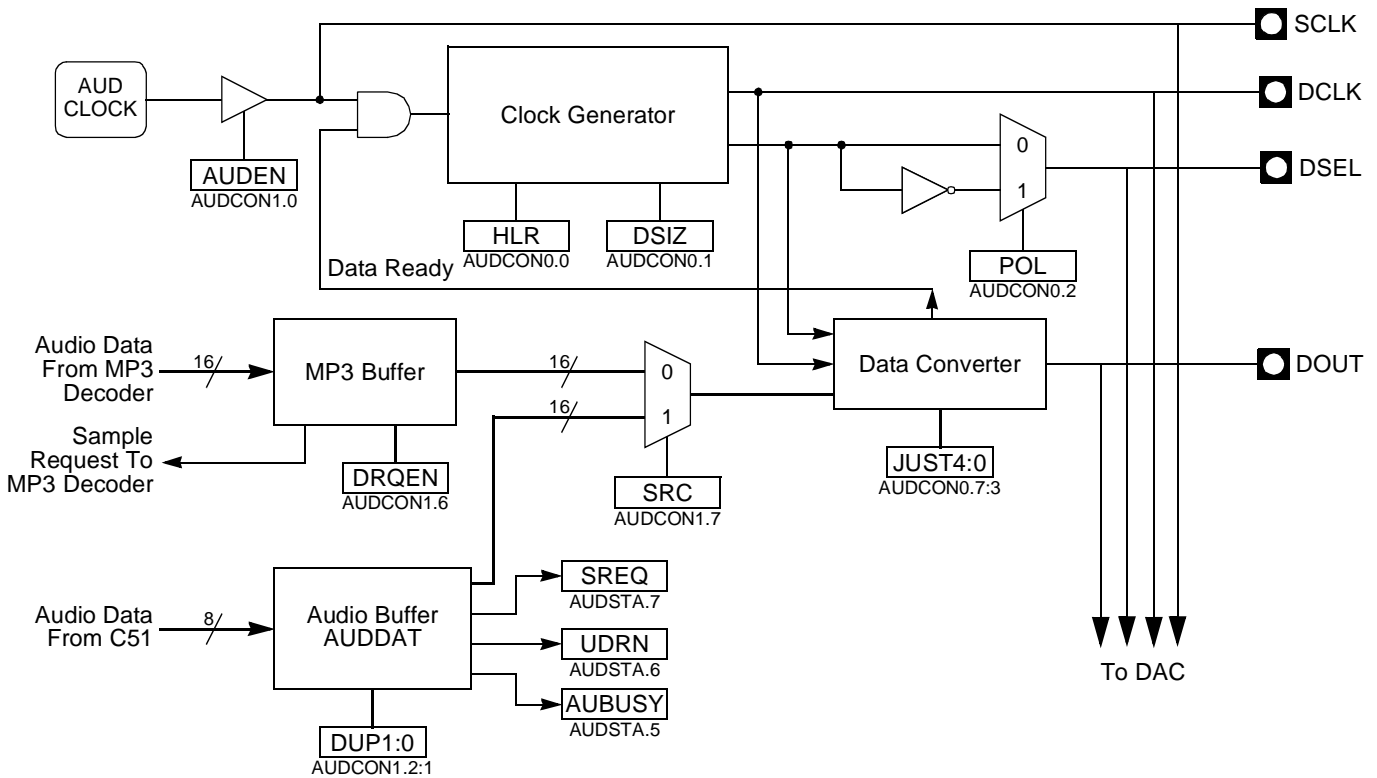 SCLK
AUD
CLOCK
Clock Generator
DCLK
0
1
DSEL
AUDEN
AUDCON1.0
HLR
AUDCON0.0
DSIZ
AUDCON0.1
POL
AUDCON0.2
Data Ready
Audio Data
From MP3
Decoder
16
MP3 Buffer
16
0
16
1
Data Converter
DOUT
Sample
Request To
MP3 Decoder
DRQEN
AUDCON1.6
SRC
AUDCON1.7
JUST4:0
AUDCON0.7:3
Audio Data
From C51
8
Audio Buffer
AUDDAT
SREQ
AUDSTA.7
UDRN
AUDSTA.6
AUBUSY
AUDSTA.5
To DAC
DUP1:0
AUDCON1.2:1